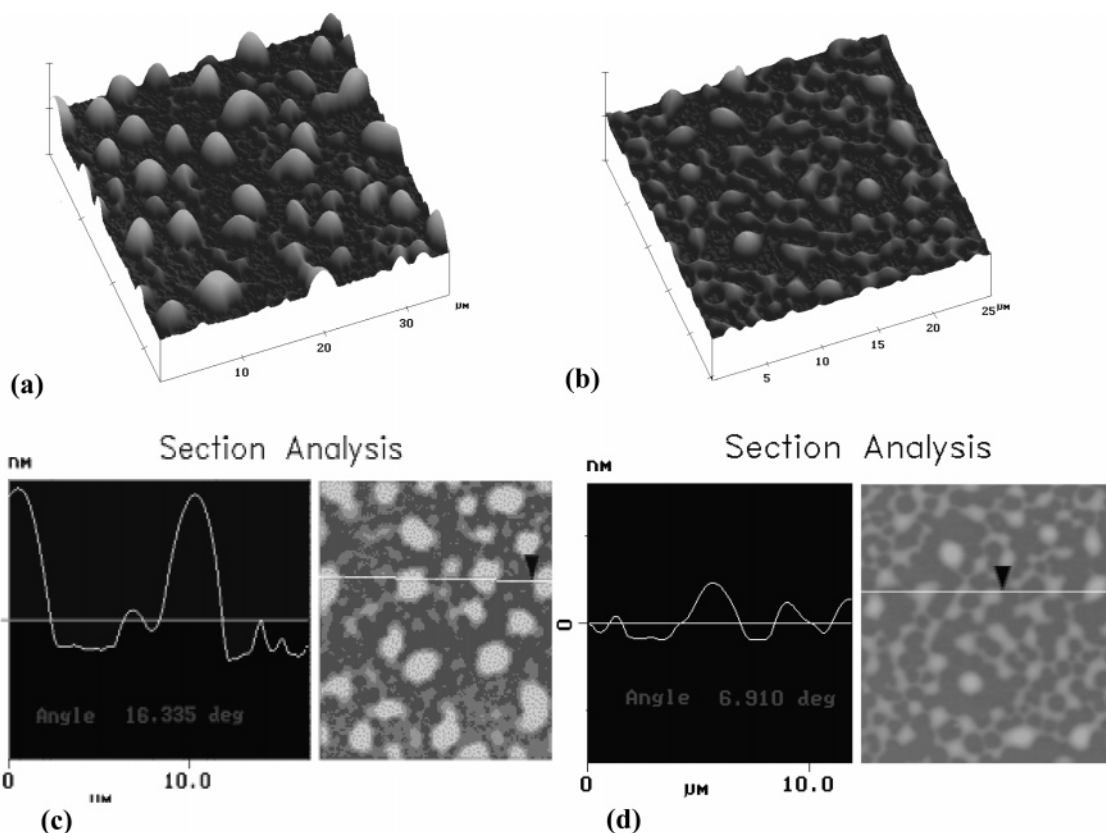 10
20
30
µM
(a)
5
10
15
20
25 µM
(b)
Section Analysis
nM
Angle 16.335 deg
0
10.0
µM
(c)
Section Analysis
nM
0
Angle 6.910 deg
0
µM
10.0
(d)